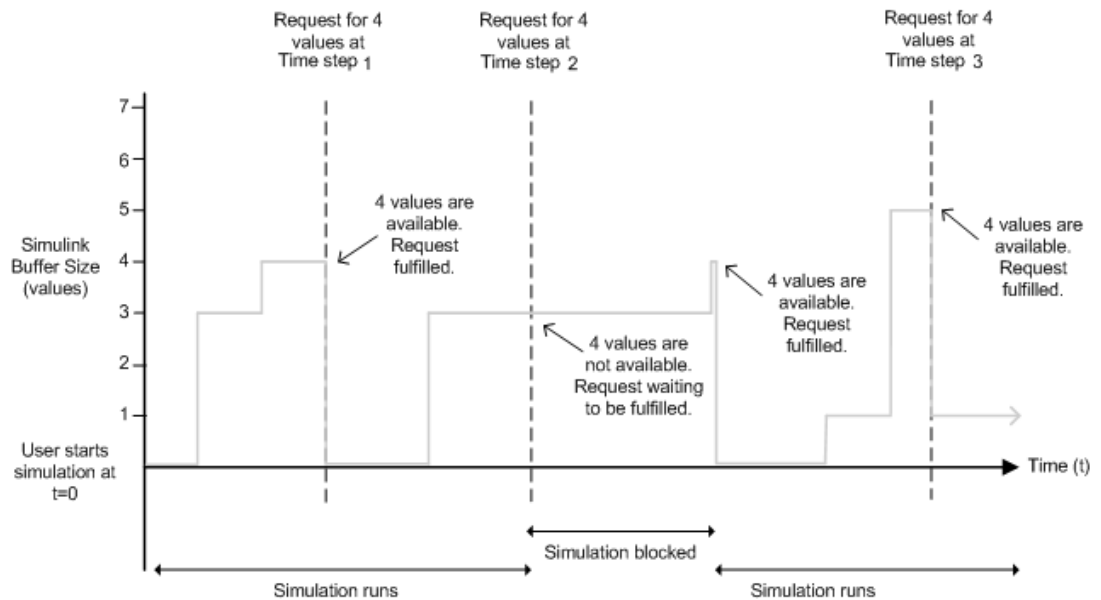 Request for 4
values at
Time step 1
Request for 4
values at
Time step 2
Request for 4
values at
Time step 3
7
6
5
4
3
2
1
Simulink
Buffer Size
(values)
4 values are
available.
Request
fulfilled.
4 values are
not available.
Request waiting
to be fulfilled.
4 values are
available.
Request
fulfilled.
4 values are
available.
Request
fulfilled.
User starts
simulation at
t=0
Time (t)
Simulation blocked
Simulation runs
Simulation runs